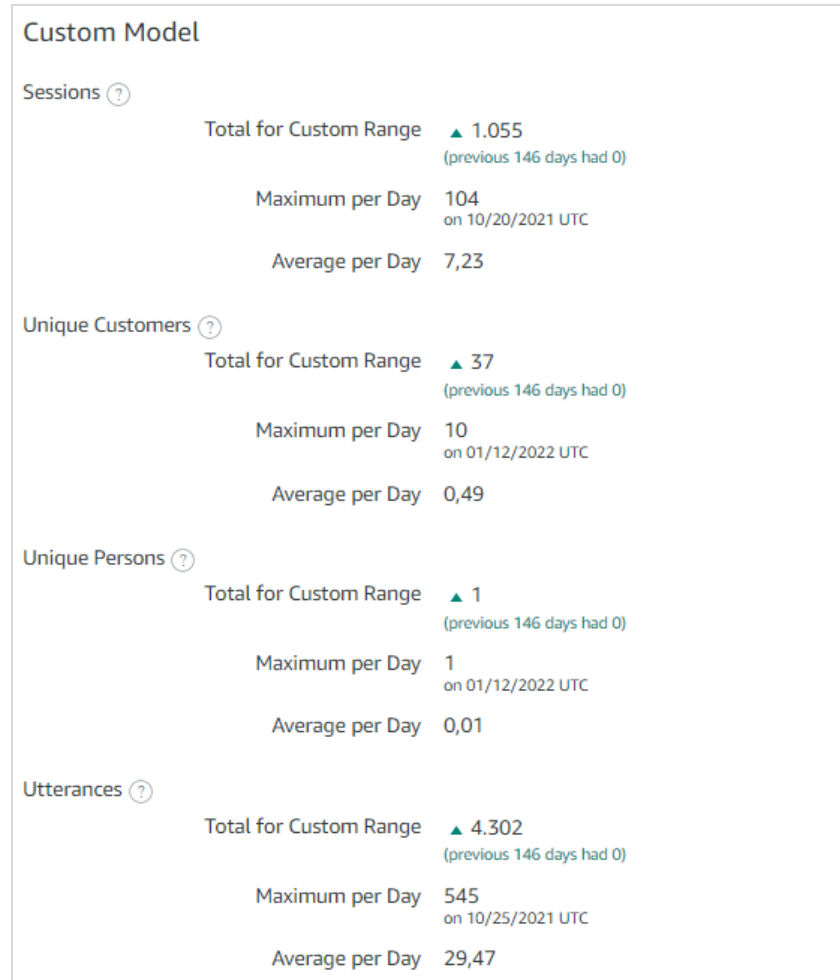 Custom Model
Sessions ?
Total for Custom Range ▲ 1.055
(previous 146 days had 0)
Maximum per Day 104
on 10/20/2021 UTC
Average per Day 7,23
Unique Customers ?
Total for Custom Range ▲ 37
(previous 146 days had 0)
Maximum per Day 10
on 01/12/2022 UTC
Average per Day 0,49
Unique Persons ?
Total for Custom Range ▲ 1
(previous 146 days had 0)
Maximum per Day 1
on 01/12/2022 UTC
Average per Day 0,01
Utterances ?
Total for Custom Range ▲ 4.302
(previous 146 days had 0)
Maximum per Day 545
on 10/25/2021 UTC
Average per Day 29,47